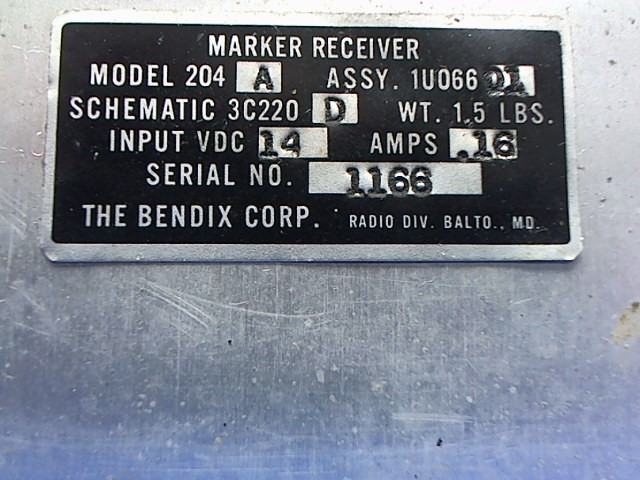 MARKER RECEIVER
MODEL 204 A ASSY. 1U066 01
SCHEMATIC 3C220 D WT. 1.5 LBS.
INPUT VDC 14 AMPS .16
SERIAL NO. 1166
THE BENDIX CORP. RADIO DIV. BALTO., MD.